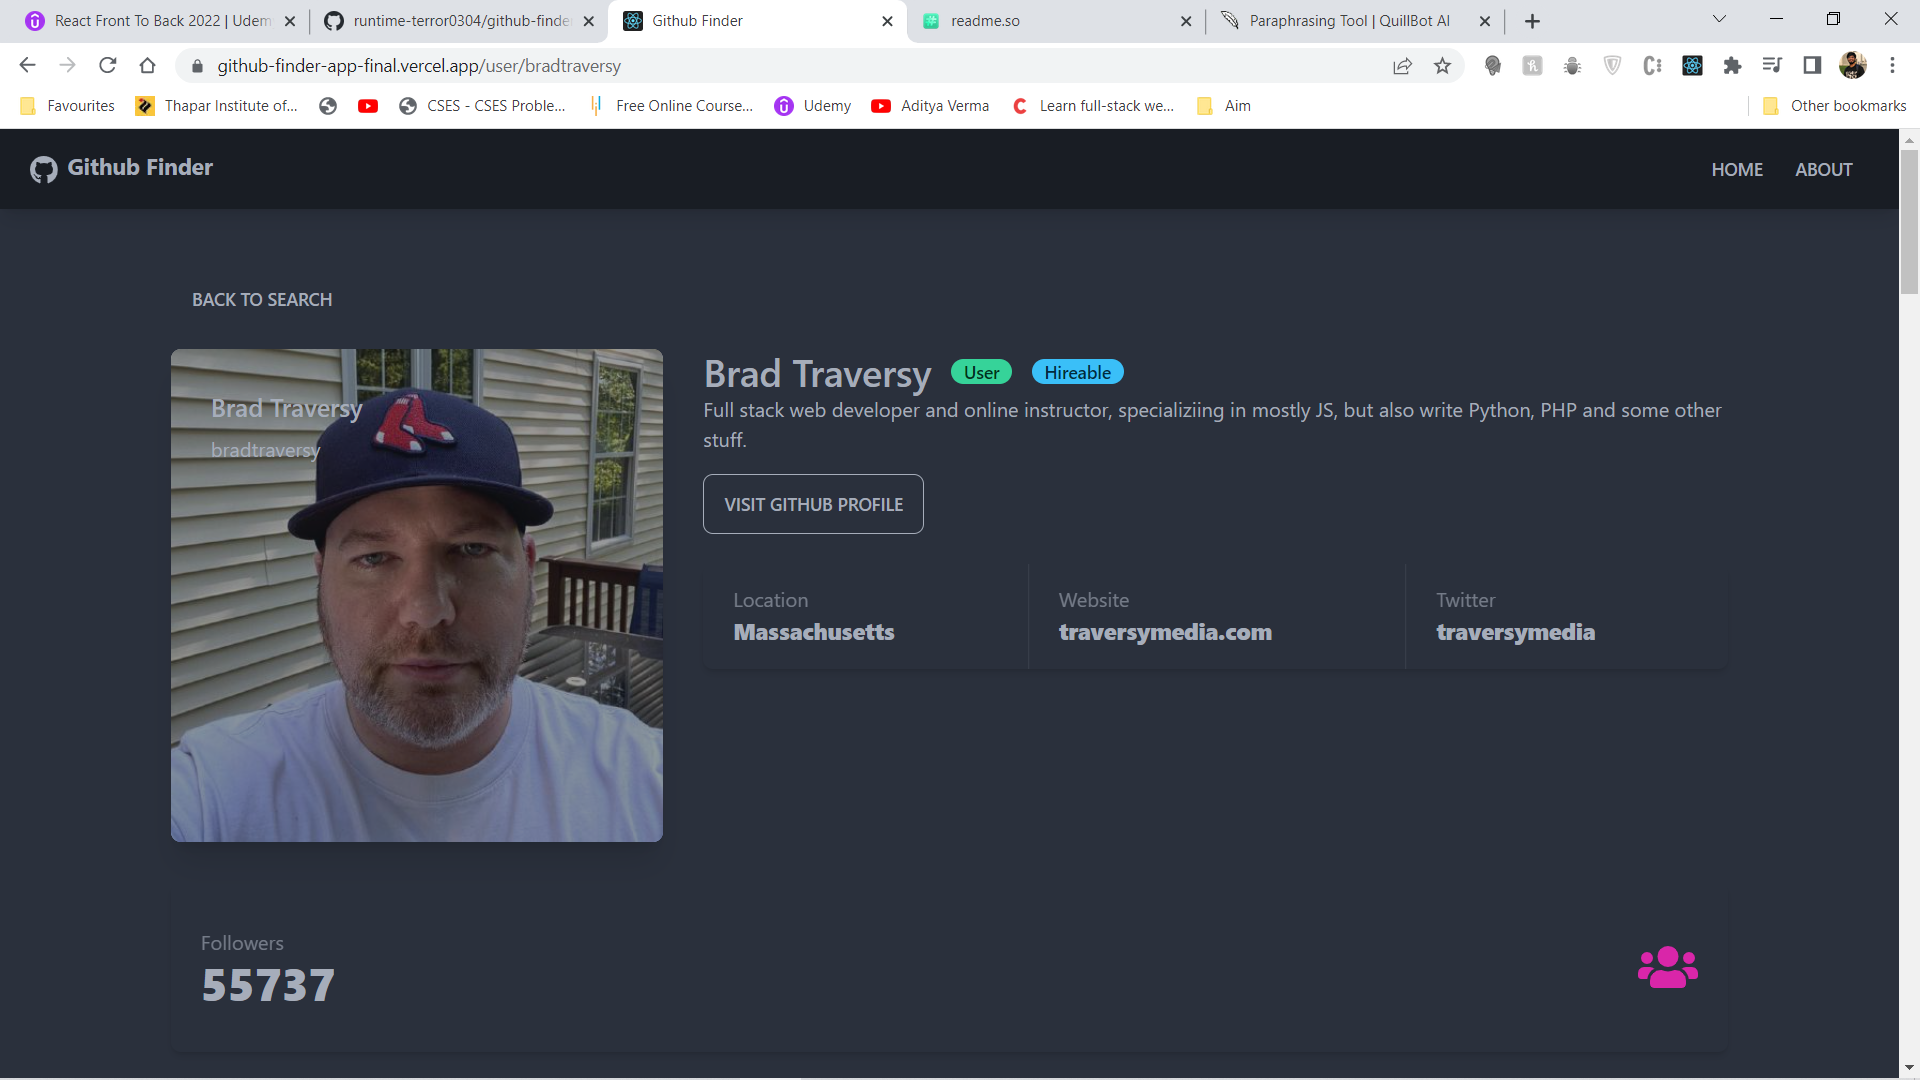 React Front To Back 2022 | Udem
runtime-terror0304/github-finde
Github Finder
readme.so
Paraphrasing Tool | QuillBot AI
github-finder-app-final.vercel.app/user/bradtraversy
Favourites
Thapar Institute of...
CSES - CSES Proble...
Free Online Course...
Udemy
Aditya Verma
Learn full-stack we...
Aim
Other bookmarks
Github Finder
HOME
ABOUT
BACK TO SEARCH
Brad Traversy
bradtraversy
Brad Traversy User Hireable
Full stack web developer and online instructor, specializiing in mostly JS, but also write Python, PHP and some other
stuff.
VISIT GITHUB PROFILE
Location
Massachusetts
Website
traversymedia.com
Twitter
traversymedia
Followers
55737